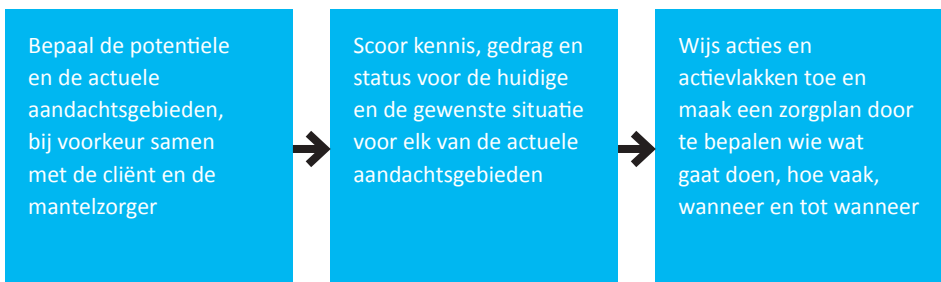 Bepaal de potentiele
en de actuele
aandachtsgebieden,
bij voorkeur samen
met de cliënt en de
mantelzorger
Scoor kennis, gedrag en
status voor de huidige
en de gewenste situatie
voor elk van de actuele
aandachtsgebieden
Wijs acties en
actievlakken toe en
maak een zorgplan door
te bepalen wie wat
gaat doen, hoe vaak,
wanneer en tot wanneer